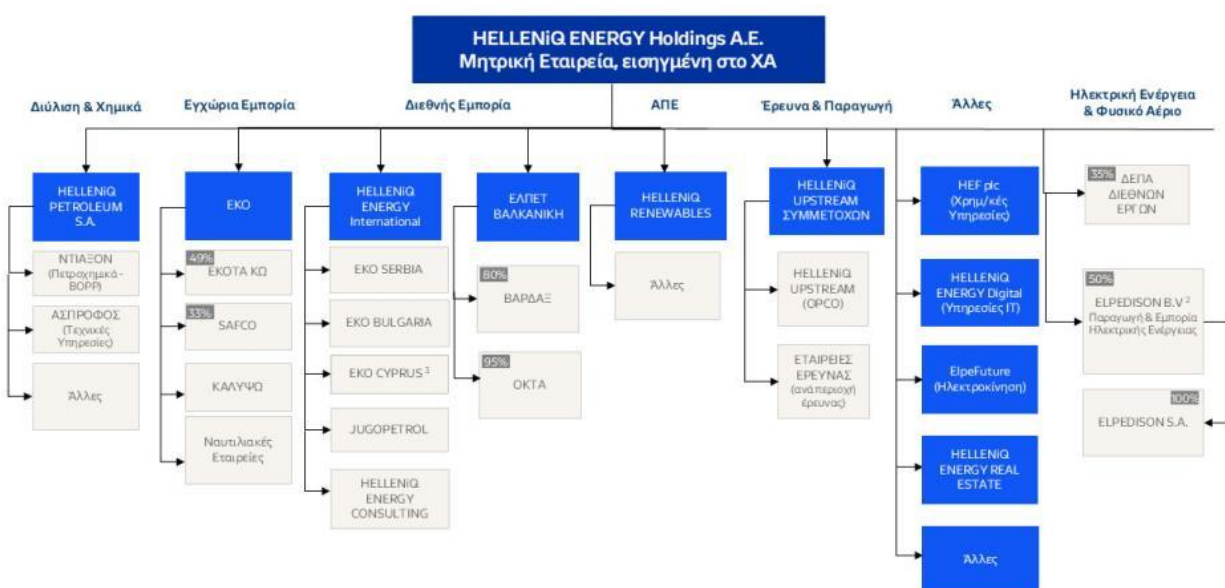 HELLENiQ ENERGY Holdings A.E.
Μητρική Εταιρεία, εισηγμένη στο ΧΑ
Διύλιση & Χημικά
Εγχώρια Εμπορία
Διεθνής Εμπορία
ΑΠΕ
Έρευνα & Παραγωγή
Άλλες
Ηλεκτρική Ενέργεια
& Φυσικό Αέριο
HELLENiQ
PETROLEUM
S.A.
ΝΤΙΑΞΟΝ
(Πετροχημικά -
BOPP)
ΑΣΠΡΟΦΟΣ
(Τεχνικές
Υπηρεσίες)
Άλλες
ΕΚΟ
49%
ΕΚΟΤΑ ΚΩ
33%
SAFCO
ΚΑΛΥΨΩ
Ναυτιλιακές
Εταιρείες
HELLENiQ
ENERGY
International
EKO SERBIA
EKO BULGARIA
EKO CYPRUS 1
JUGOPETROL
HELLENiQ
ENERGY
CONSULTING
ΕΛΠΕΤ
ΒΑΛΚΑΝΙΚΗ
80%
ΒΑΡΔΑΞ
95%
ΟΚΤΑ
HELLENiQ
RENEWABLES
Άλλες
HELLENiQ
UPSTREAM
ΣΥΜΜΕΤΟΧΩΝ
HELLENiQ
UPSTREAM
(OPCO)
ΕΤΑΙΡΕΙΕΣ
ΕΡΕΥΝΑΣ
(ανά περιοχή
έρευνας)
HEF plc
(Χρημ/κές
Υπηρεσίες)
HELLENiQ
ENERGY Digital
(Υπηρεσίες IT)
ElpeFuture
(Ηλεκτροκίνηση)
HELLENiQ
ENERGY REAL
ESTATE
Άλλες
35%
ΔΕΠΑ
ΔΙΕΘΝΩΝ
ΕΡΓΩΝ
50%
ELPEDISON B.V 2
Παραγωγή & Εμπορία
Ηλεκτρικής Ενέργειας
100%
ELPEDISON S.A.